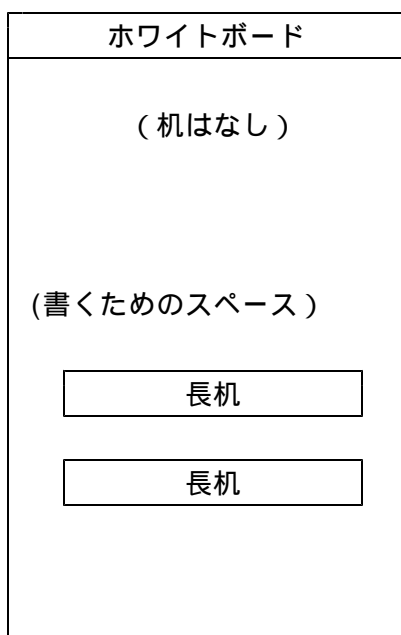 ホワイトボード
（机はなし）
(書くためのスペース）
長机
長机